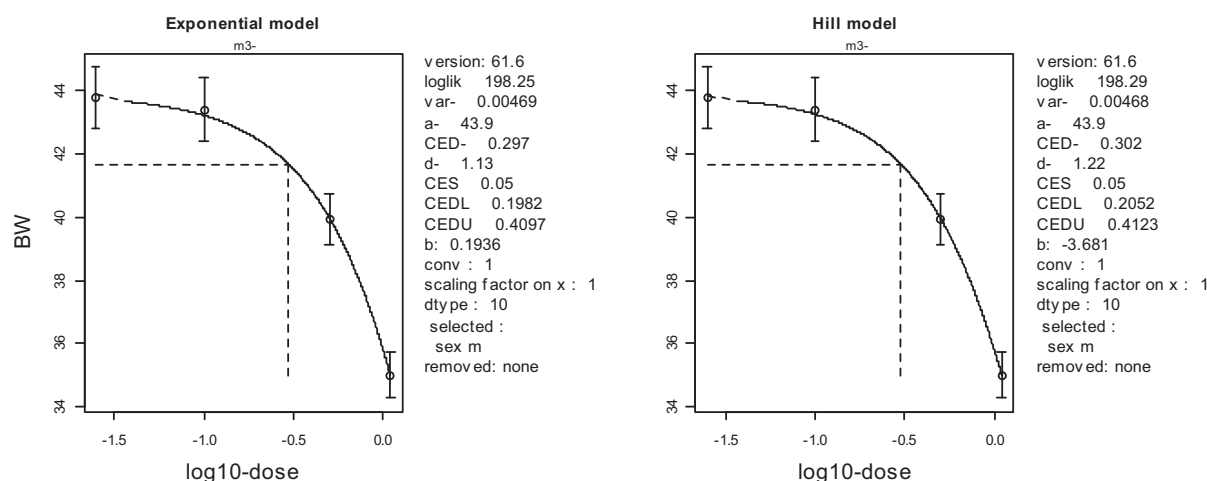 Exponential model
m3-
BW
44
42
40
38
36
34
-1.5 -1.0 -0.5 0.0
log10-dose
version: 61.6
loglik 198.25
var- 0.00469
a- 43.9
CED- 0.297
d- 1.13
CES 0.05
CEDL 0.1982
CEDU 0.4097
b: 0.1936
conv : 1
scaling factor on x : 1
dtype : 10
selected :
sex m
removed: none
Hill model
m3-
44
42
40
38
36
34
-1.5 -1.0 -0.5 0.0
log10-dose
version: 61.6
loglik 198.29
var- 0.00468
a- 43.9
CED- 0.302
d- 1.22
CES 0.05
CEDL 0.2052
CEDU 0.4123
b: -3.681
conv : 1
scaling factor on x : 1
dtype : 10
selected :
sex m
removed: none